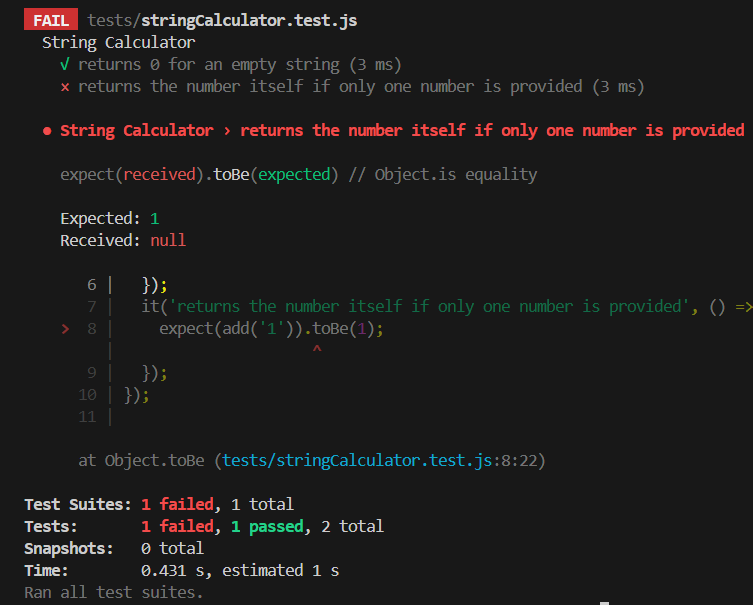 FAIL tests/stringCalculator.test.js
String Calculator
√ returns 0 for an empty string (3 ms)
× returns the number itself if only one number is provided (3 ms)
● String Calculator › returns the number itself if only one number is provided
expect(received).toBe(expected) // Object.is equality
Expected: 1
Received: null
6 | });
7 | it('returns the number itself if only one number is provided', () =>
> 8 | expect(add('1')).toBe(1);
| ^
9 | });
10 | });
11 |
at Object.toBe (tests/stringCalculator.test.js:8:22)
Test Suites: 1 failed, 1 total
Tests: 1 failed, 1 passed, 2 total
Snapshots: 0 total
Time: 0.431 s, estimated 1 s
Ran all test suites.